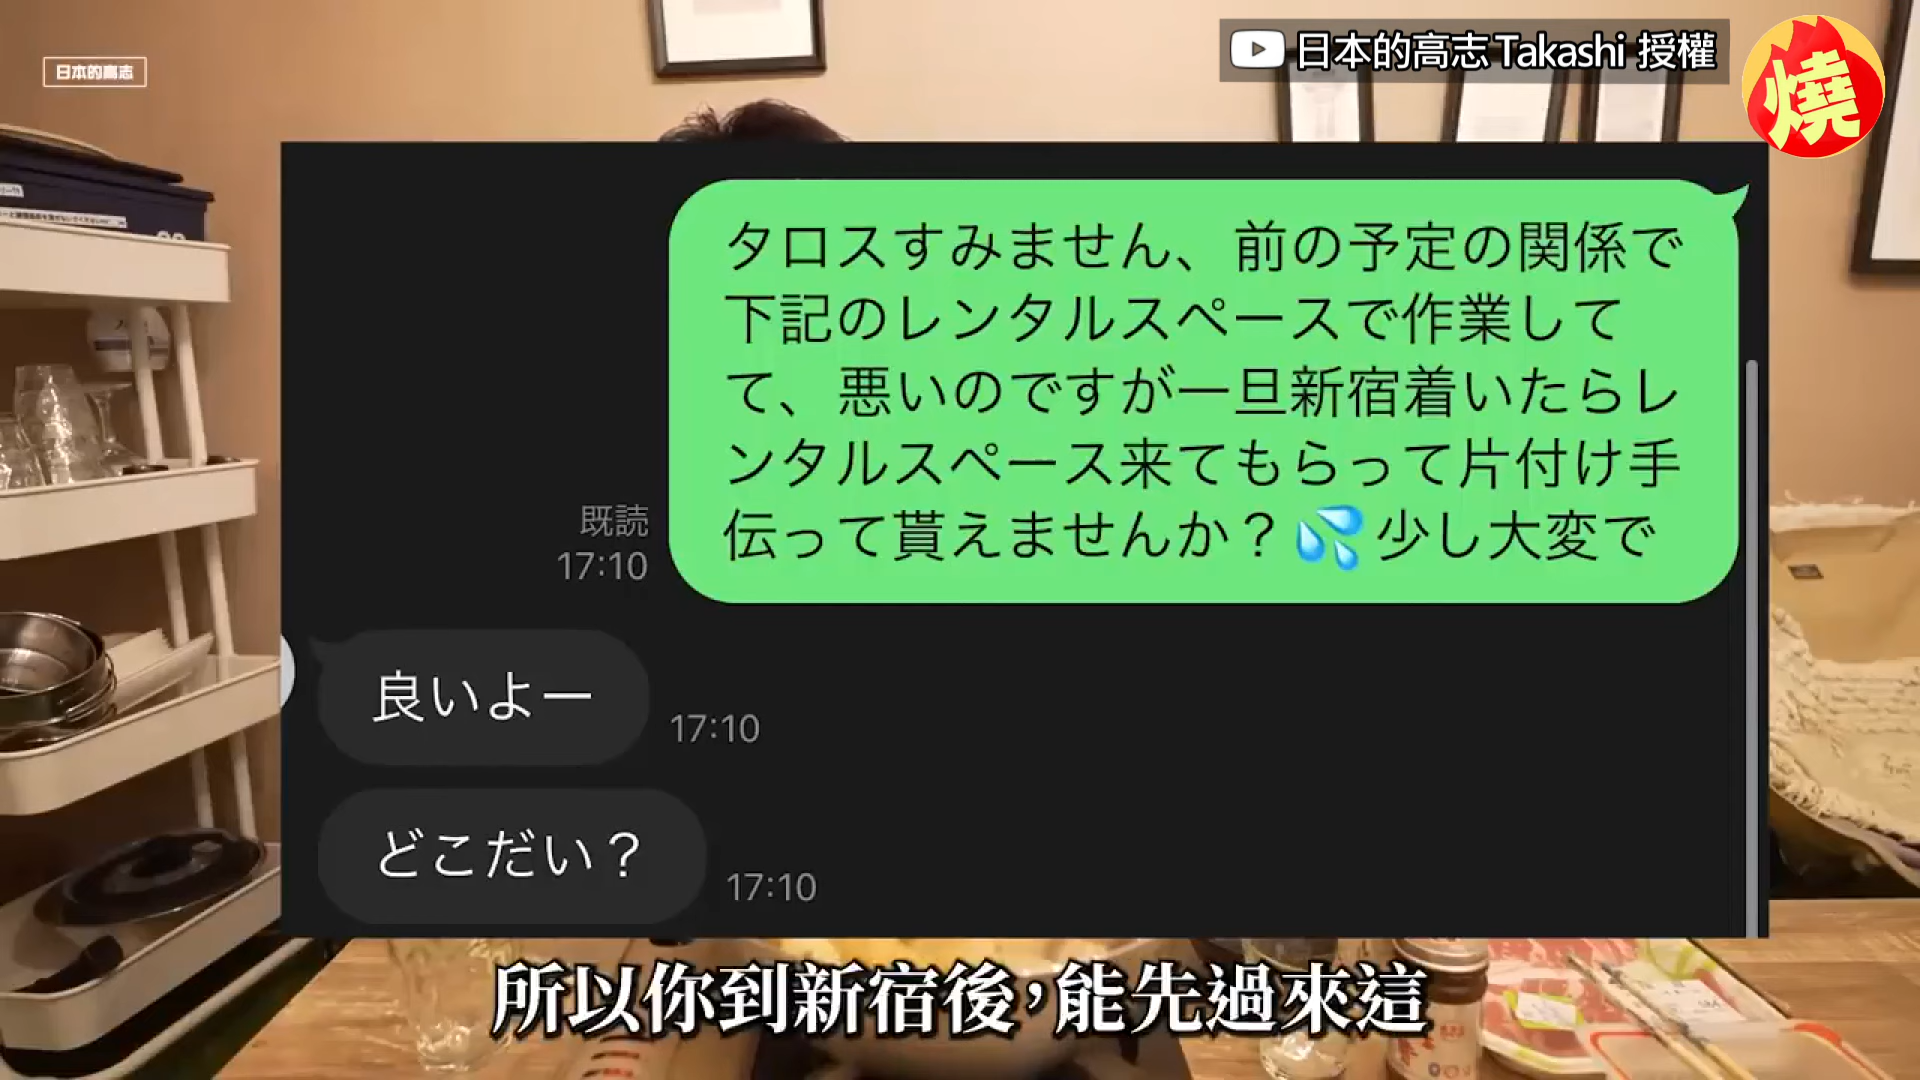 日本的高志
日本的高志Takashi 授權
燒
タロスすみません、前の予定の関係で
下記のレンタルスペースで作業して
て、悪いのですが一旦新宿着いたらレ
ンタルスペース来てもらって片付け手
伝って貰えませんか？💦 少し大変で
既読
17:10
良いよー
17:10
どこだい？
17:10
所以你到新宿後，能先過來這